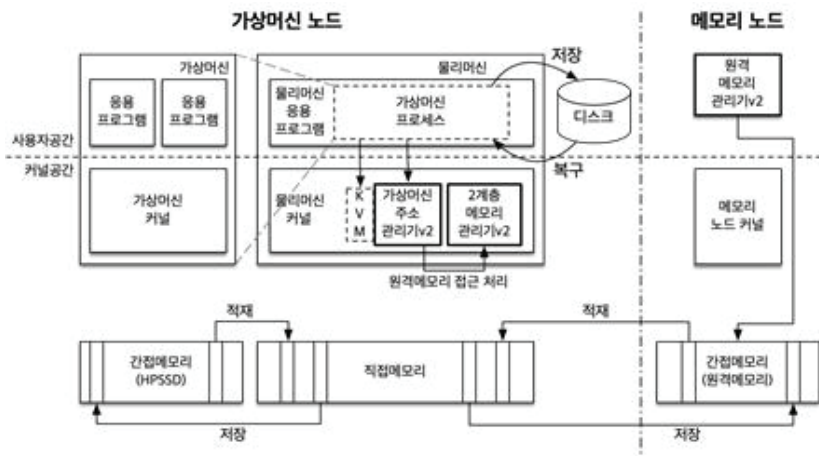 가상머신 노드
메모리 노드
가상머신
응용
프로그램
응용
프로그램
물리머신
물리머신
응용
프로그램
가상머신
프로세스
저장
디스크
복구
원격
메모리
관리기v2
사용자공간
커널공간
가상머신
커널
물리머신
커널
K
V
M
가상머신
주소
관리기v2
2계층
메모리
관리기v2
원격메모리 접근 처리
메모리
노드 커널
적재
적재
간접메모리
(HPSSD)
직접메모리
간접메모리
(원격메모리)
저장
저장